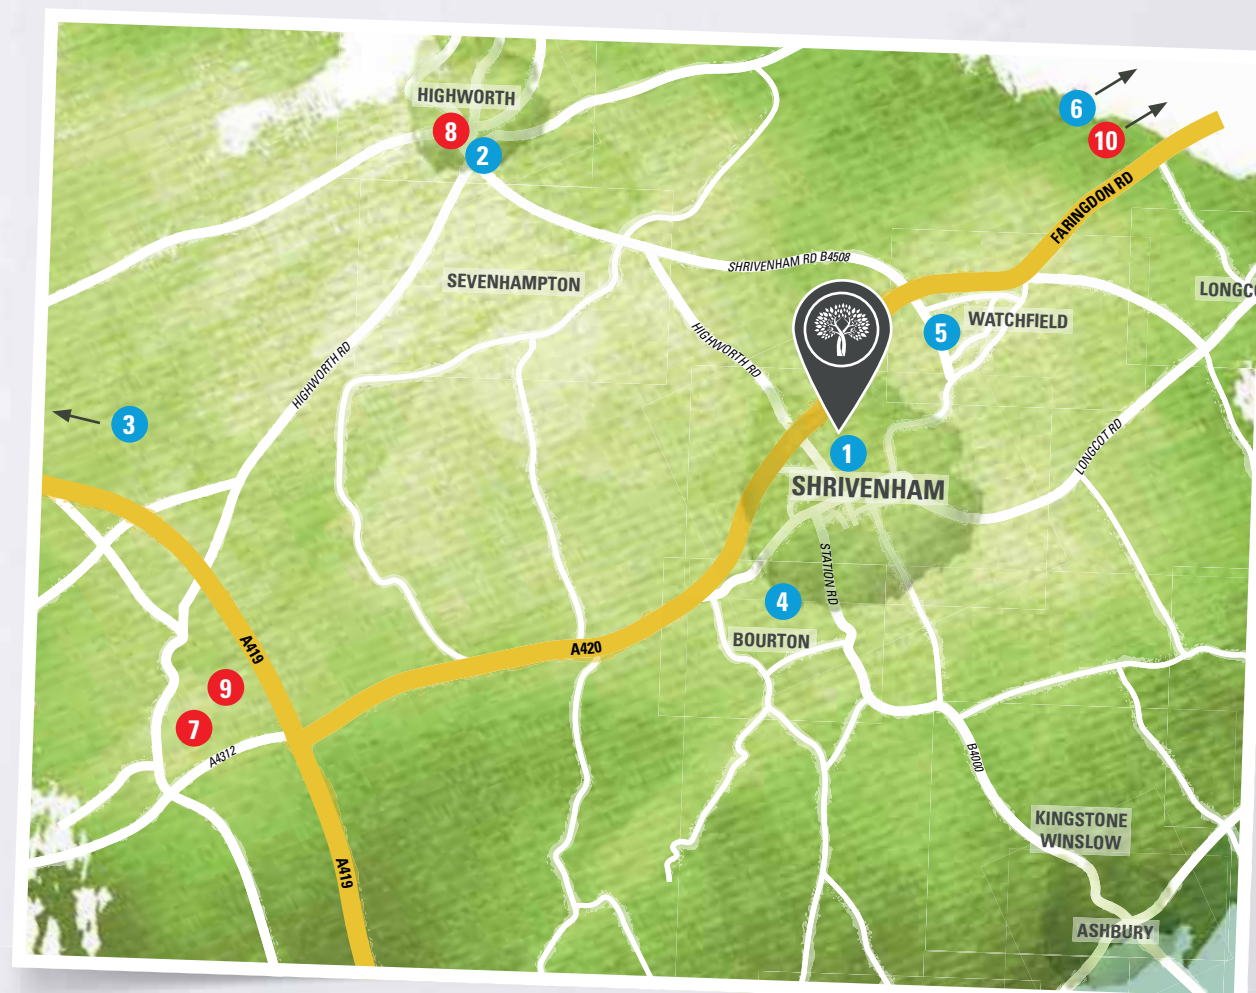 HIGHWORTH
8
2
6
10
FARINGDON RD
SHRIVENHAM RD B4508
SEVENHAMPTON
LONGCO
WATCHFIELD
5
HIGHWORTH RD
HIGHWORTH RD
3
1
SHRIVENHAM
LONGCOT RD
STATION RD
4
BOURTON
A420
A419
9
7
A4312
B4000
KINGSTONE
WINSLOW
A419
ASHBURY